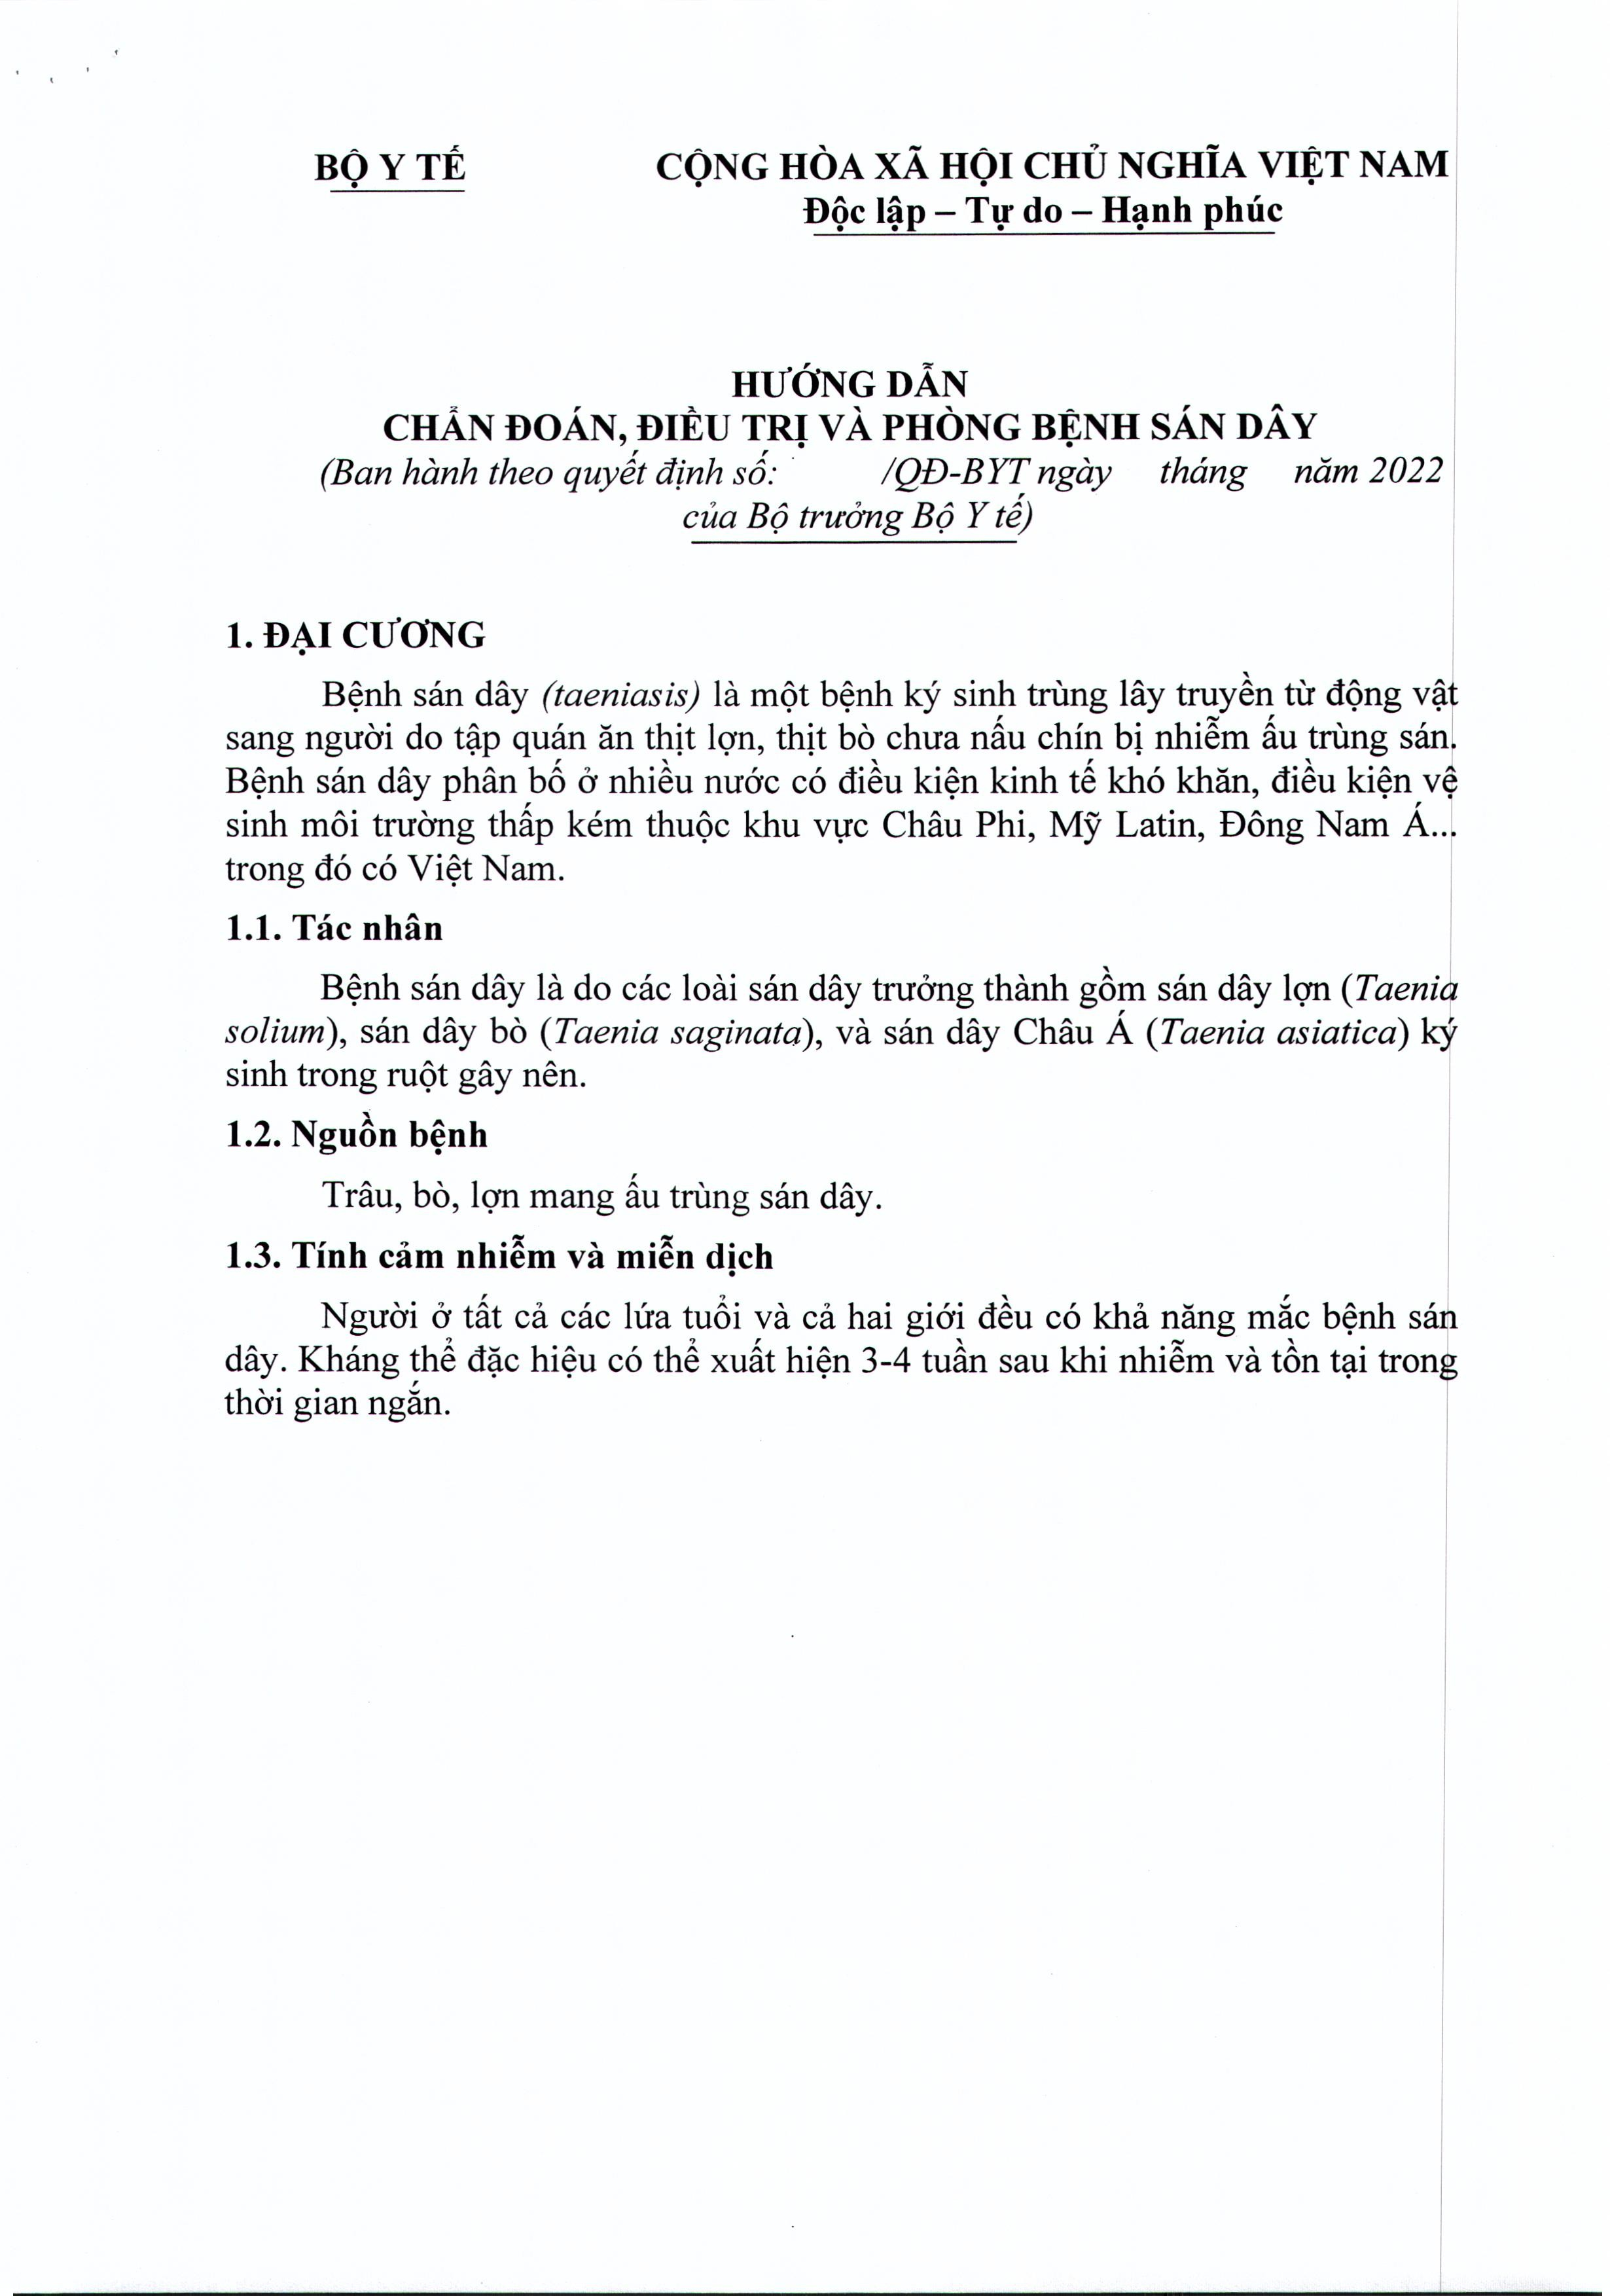 BỘ Y TẾ
CỘNG HÒA XÃ HỘI CHỦ NGHĨA VIỆT NAM
Độc lập – Tự do – Hạnh phúc
HƯỚNG DẪN
CHẨN ĐOÁN, ĐIỀU TRỊ VÀ PHÒNG BỆNH SÁN DÂY
(Ban hành theo quyết định số: /QĐ-BYT ngày tháng năm 2022
của Bộ trưởng Bộ Y tế)
1. ĐẠI CƯƠNG
Bệnh sán dây (taeniasis) là một bệnh ký sinh trùng lây truyền từ động vật
sang người do tập quán ăn thịt lợn, thịt bò chưa nấu chín bị nhiễm ấu trùng sán.
Bệnh sán dây phân bố ở nhiều nước có điều kiện kinh tế khó khăn, điều kiện vệ
sinh môi trường thấp kém thuộc khu vực Châu Phi, Mỹ Latin, Đông Nam Á...
trong đó có Việt Nam.
1.1. Tác nhân
Bệnh sán dây là do các loài sán dây trưởng thành gồm sán dây lợn (Taenia
solium), sán dây bò (Taenia saginata), và sán dây Châu Á (Taenia asiatica) ký
sinh trong ruột gây nên.
1.2. Nguồn bệnh
Trâu, bò, lợn mang ấu trùng sán dây.
1.3. Tính cảm nhiễm và miễn dịch
Người ở tất cả các lứa tuổi và cả hai giới đều có khả năng mắc bệnh sán
dây. Kháng thể đặc hiệu có thể xuất hiện 3-4 tuần sau khi nhiễm và tồn tại trong
thời gian ngắn.